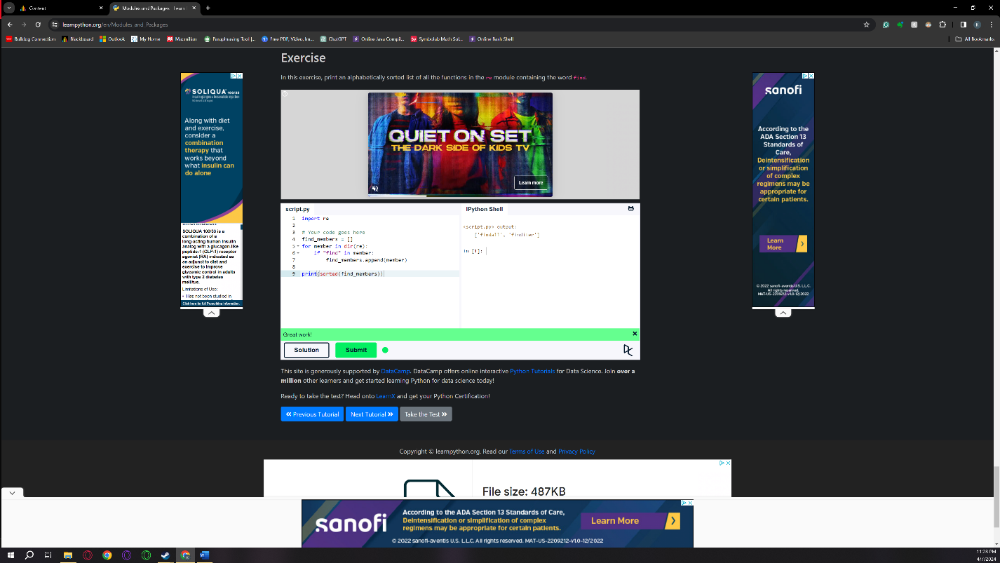 Content
Modules and Packages - Learn
learnpython.org/en/Modules_and_Packages
Bulldog Connection
Blackboard
Outlook
My Home
Macmillan
Paraphrasing Tool |...
Free PDF, Video, Im...
ChatGPT
Online Java Compil...
Symbolab Math Sol...
Online Bash Shell
All Bookmarks
Exercise
In this exercise, print an alphabetically sorted list of all the functions in the re module containing the word find.
SOLIQUA 100/33
Along with diet
and exercise,
consider a
combination
therapy that
works beyond
what insulin can
do alone
Information
SOLIQUA 100/33 is a
combination of a
long-acting human insulin
analog with a glucagon-like
peptide-1 (GLP-1) receptor
agonist (RA) indicated as
an adjunct to diet and
exercise to improve
glycemic control in adults
with type 2 diabetes
mellitus.
Limitations of Use:
• Has not been studied in
Click here for full Prescribing Information.
QUIET ON SET
THE DARK SIDE OF KIDS TV
Learn more
sanofi
According to the
ADA Section 13
Standards of
Care,
Deintensification
or simplification
of complex
regimens may be
appropriate for
certain patients.
Learn
More
© 2022 sanofi-aventis U.S. L.L.C.
All rights reserved.
MAT-US-2209212-v1.0-12/2022
script.py
IPython Shell
1 import re
2
3 # Your code goes here
4 find_members = []
5 for member in dir(re):
6 if "find" in member:
7 find_members.append(member)
8
9 print(sorted(find_members))
<script.py> output:
['findall', 'finditer']
In [1]:
Great work!
Solution
Submit
This site is generously supported by DataCamp. DataCamp offers online interactive Python Tutorials for Data Science. Join over a
million other learners and get started learning Python for data science today!
Ready to take the test? Head onto LearnX and get your Python Certification!
Previous Tutorial
Next Tutorial
Take the Test
Copyright © learnpython.org. Read our Terms of Use and Privacy Policy
File size: 487KB
sanofi
According to the ADA Section 13 Standards of Care,
Deintensification or simplification of complex
regimens may be appropriate for certain patients.
Learn More
© 2022 sanofi-aventis U.S. L.L.C. All rights reserved. MAT-US-2209212-v1.0-12/2022
11:28 PM
4/7/2024